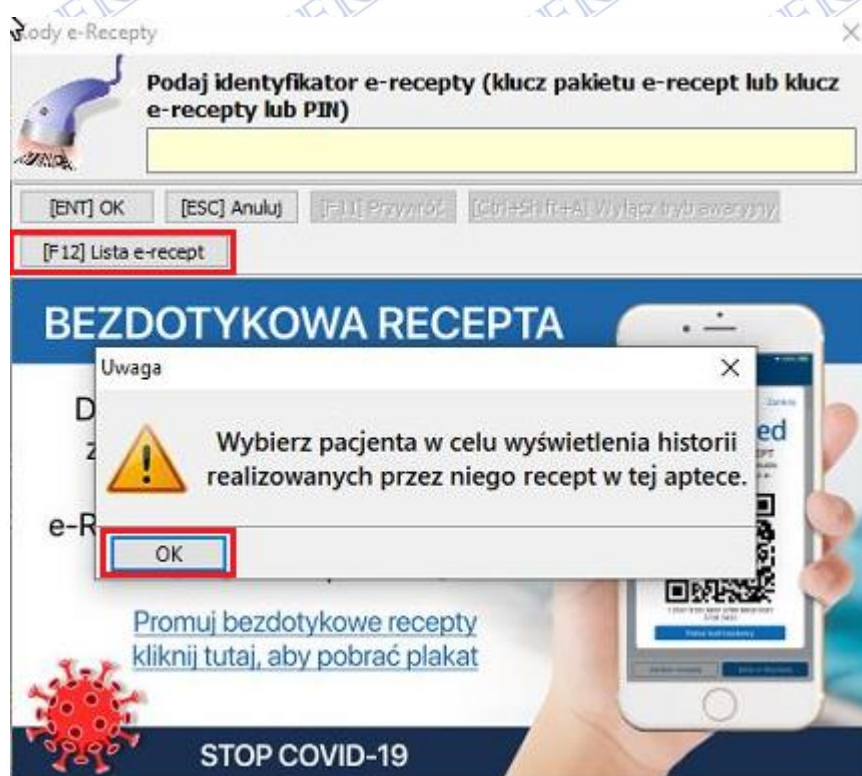 Kody e-Recepty
Podaj identyfikator e-recepty (klucz pakietu e-recept lub klucz
e-recepty lub PIN)
[ENT] OK [ESC] Anuluj [F11] Przywróć [Ctrl+Shift+A] Wyłącz tryb awaryjny
[F12] Lista e-recept
BEZDOTYKOWA RECEPTA
Uwaga
Wybierz pacjenta w celu wyświetlenia historii
realizowanych przez niego recept w tej aptece.
e-R
OK
Promuj bezdotykowe recepty
kliknij tutaj, aby pobrać plakat
STOP COVID-19